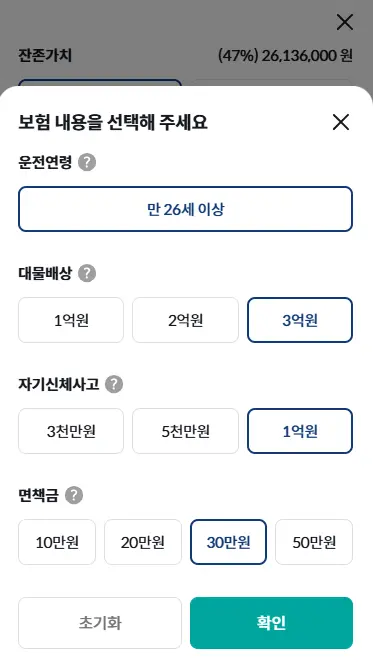 잔존가치 (47%) 26,136,000 원
보험 내용을 선택해 주세요
운전연령 ?
만 26세 이상
대물배상 ?
1억원 2억원 3억원
자기신체사고 ?
3천만원 5천만원 1억원
면책금 ?
10만원 20만원 30만원 50만원
초기화 확인